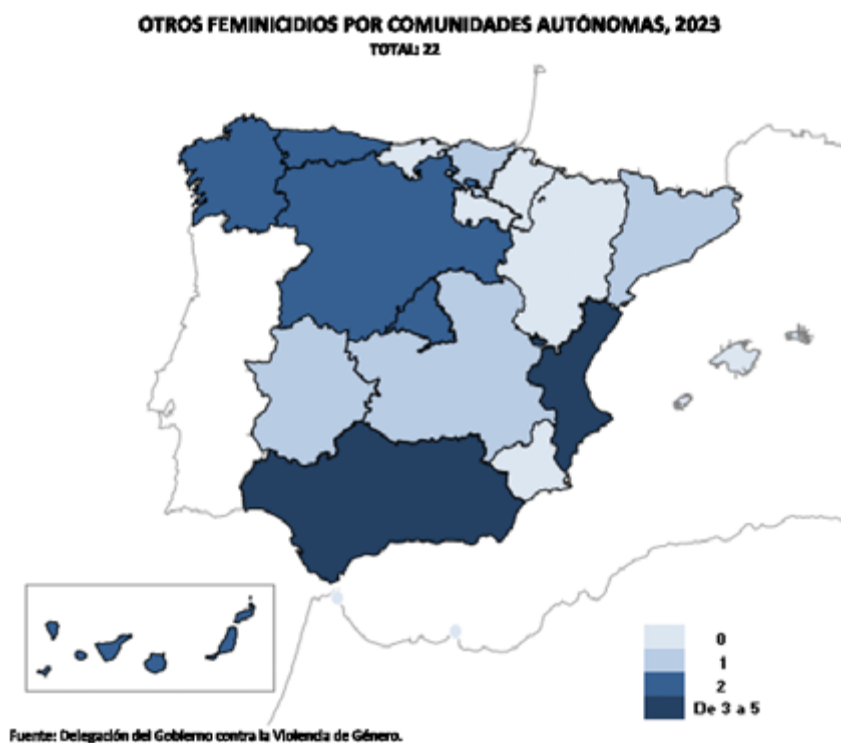 OTROS FEMINICIDIOS POR COMUNIDADES AUTÓNOMAS, 2023
TOTAL: 22
0
1
2
De 3 a 5
Fuente: Delegación del Gobierno contra la Violencia de Género.